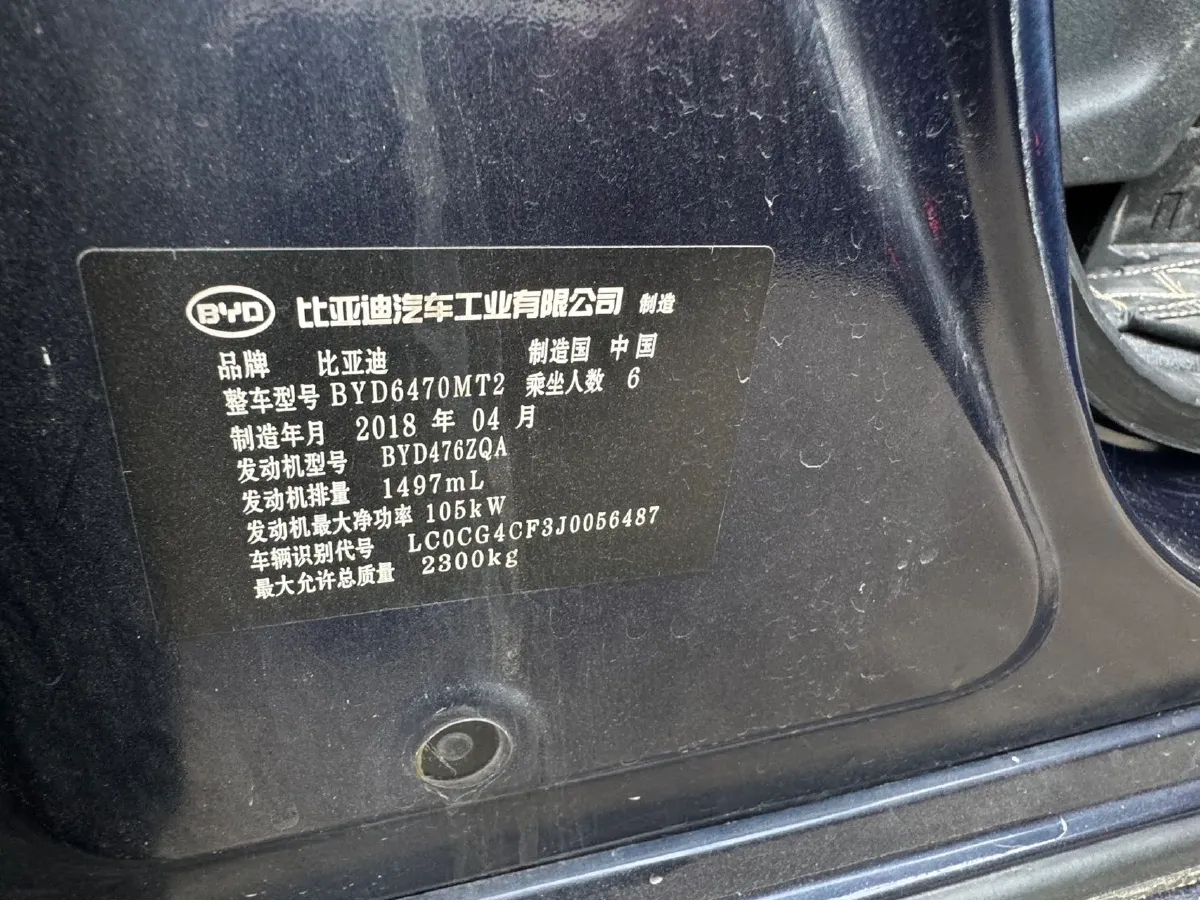 BYD 比亚迪汽车工业有限公司 制造
品牌 比亚迪 制造国 中国
整车型号 BYD6470MT2 乘坐人数 6
制造年月 2018 年 04 月
发动机型号 BYD476ZQA
发动机排量 1497mL
发动机最大净功率 105kW
车辆识别代号 LC0CG4CF3J0056487
最大允许总质量 2300kg